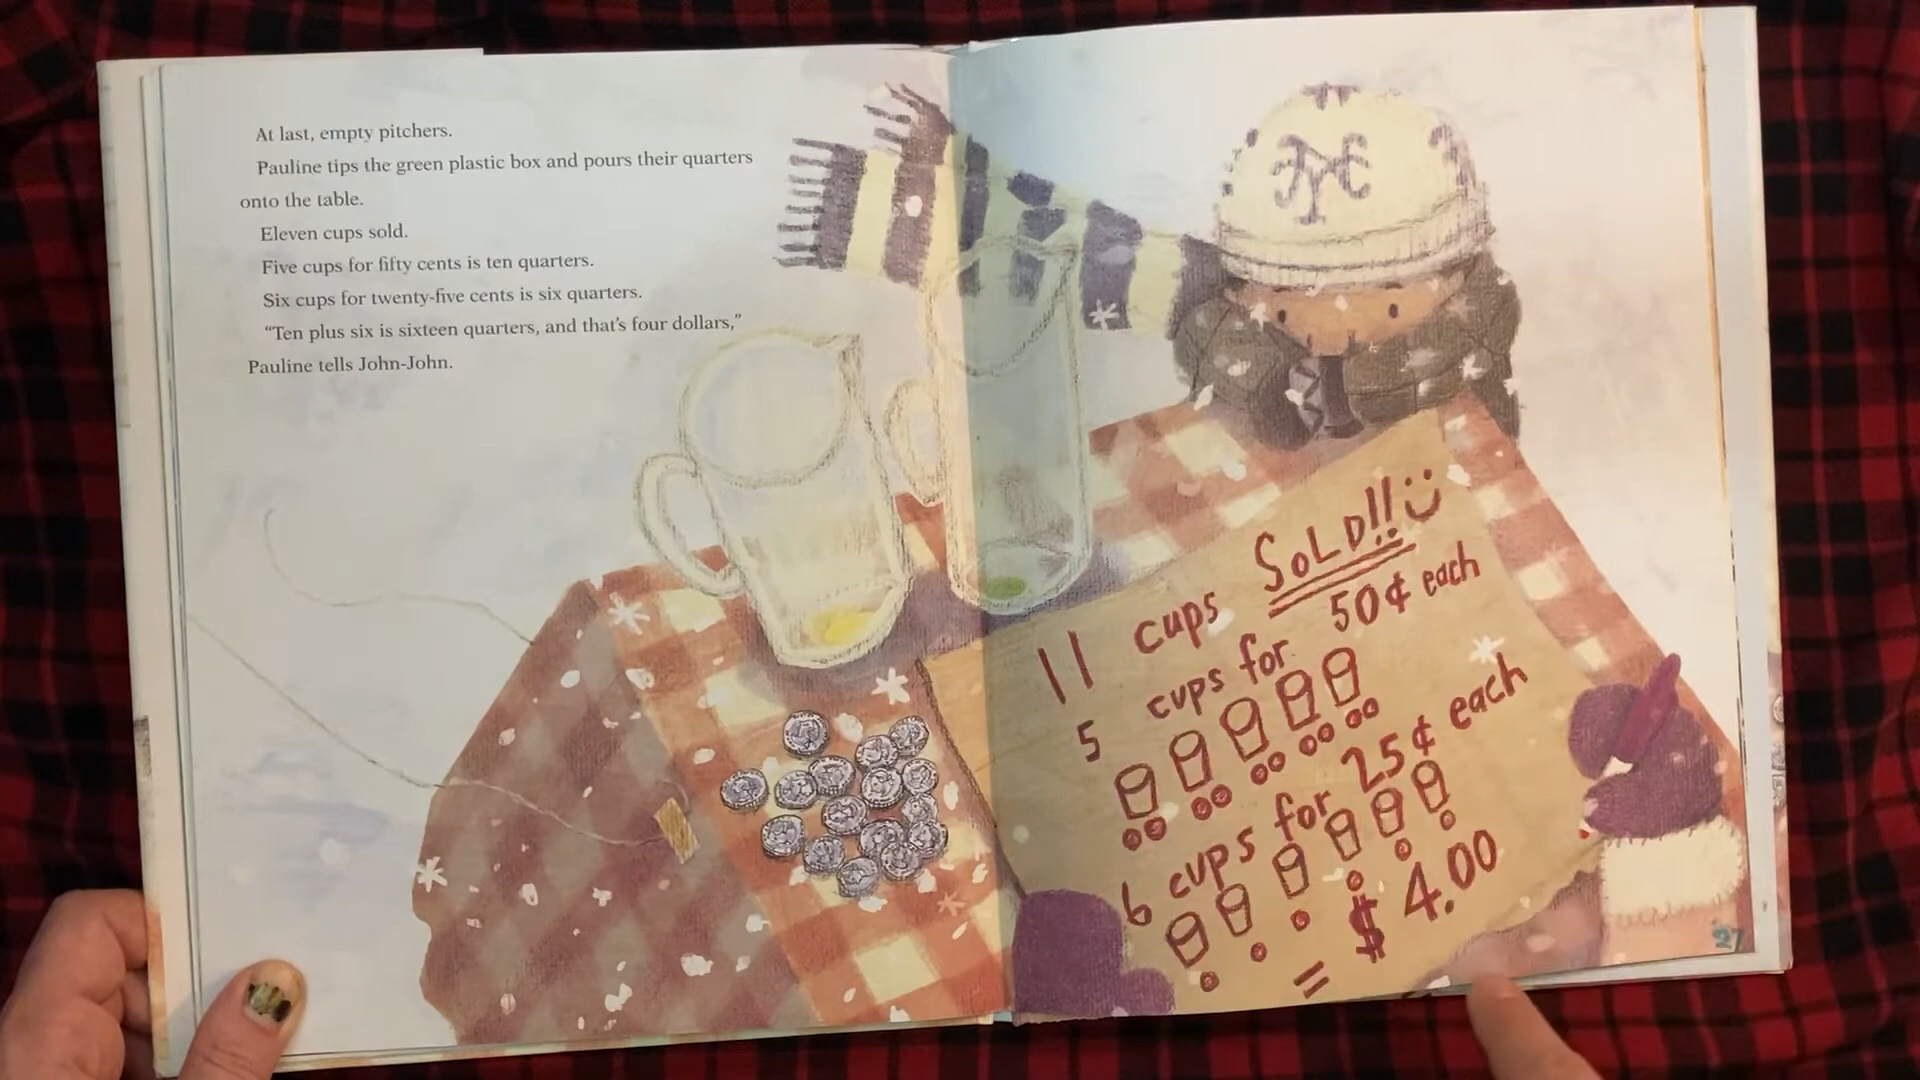 At last, empty pitchers.
Pauline tips the green plastic box and pours their quarters
onto the table.
Eleven cups sold.
Five cups for fifty cents is ten quarters.
Six cups for twenty-five cents is six quarters.
“Ten plus six is sixteen quarters, and that’s four dollars,”
Pauline tells John-John.
NYC
11 cups SOLD!!
5 cups for 50¢ each
6 cups for 25¢ each
= $4.00
27